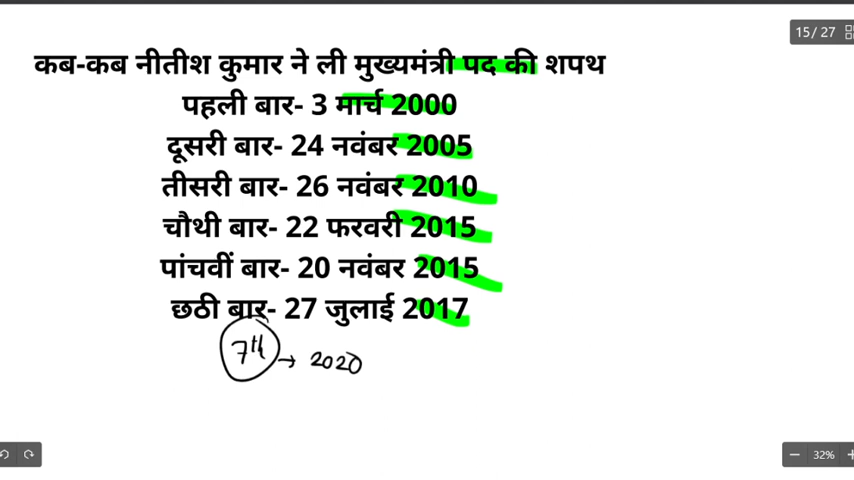 15/ 27
कब-कब नीतीश कुमार ने ली मुख्यमंत्री पद की शपथ
पहली बार- 3 मार्च 2000
दूसरी बार- 24 नवंबर 2005
तीसरी बार- 26 नवंबर 2010
चौथी बार- 22 फरवरी 2015
पांचवीं बार- 20 नवंबर 2015
छठी बार- 27 जुलाई 2017
7th → 2020
32%